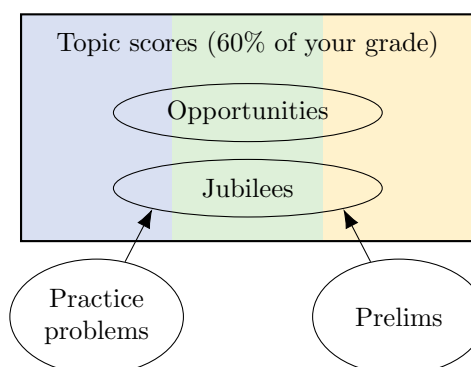 Topic scores (60% of your grade)
Opportunities
Jubilees
Practice
problems
Prelims